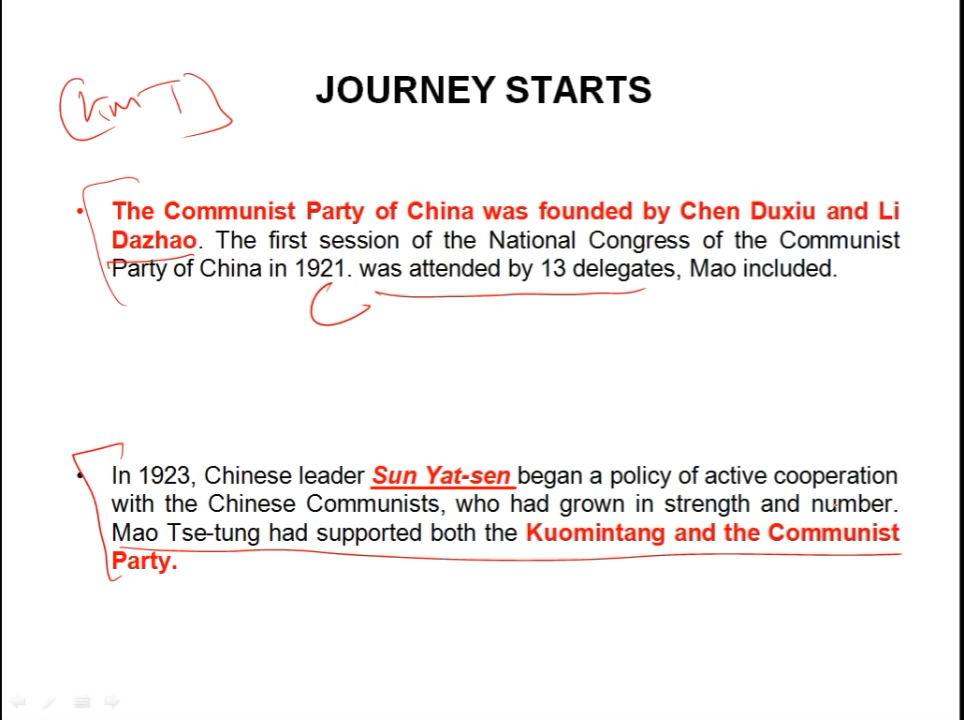 JOURNEY STARTS
(KMT)
• The Communist Party of China was founded by Chen Duxiu and Li
Dazhao. The first session of the National Congress of the Communist
Party of China in 1921. was attended by 13 delegates, Mao included.
• In 1923, Chinese leader Sun Yat-sen began a policy of active cooperation
with the Chinese Communists, who had grown in strength and number.
Mao Tse-tung had supported both the Kuomintang and the Communist
Party.